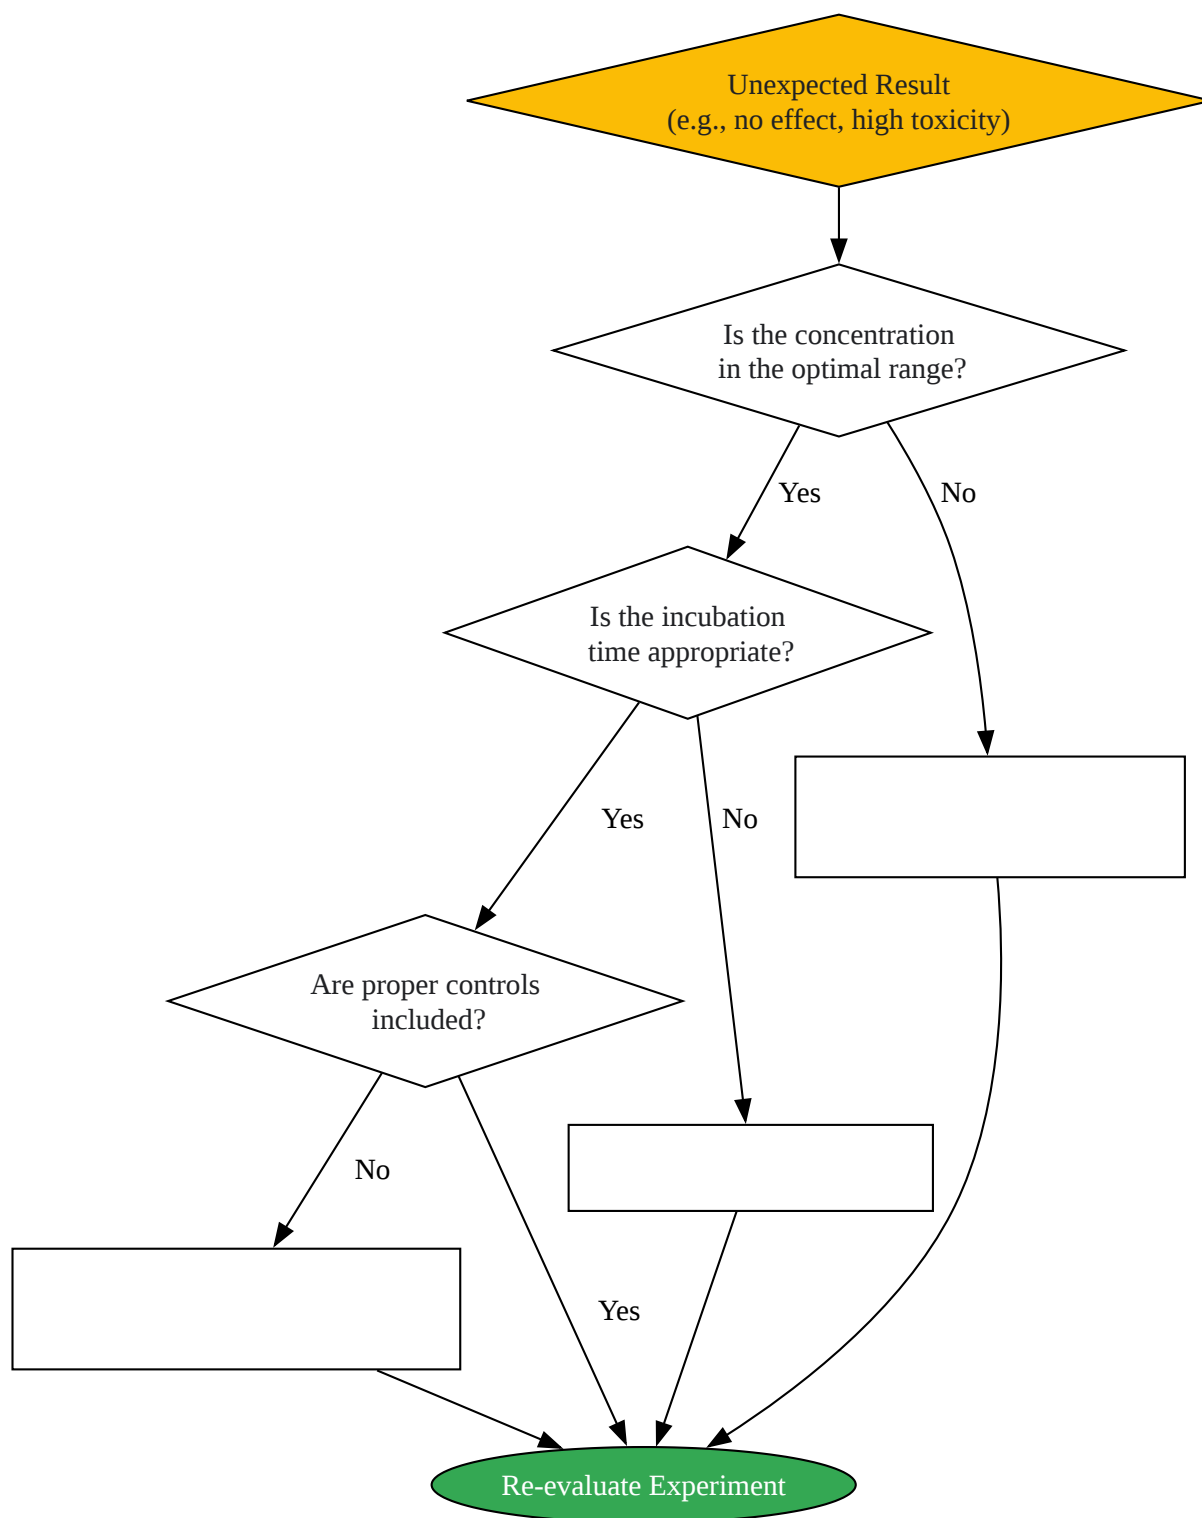 Unexpected Result
(e.g., no effect, high toxicity)
Is the concentration
in the optimal range?
Yes
No
Is the incubation
time appropriate?
Yes
No
Are proper controls
included?
No
Yes
Re-evaluate Experiment